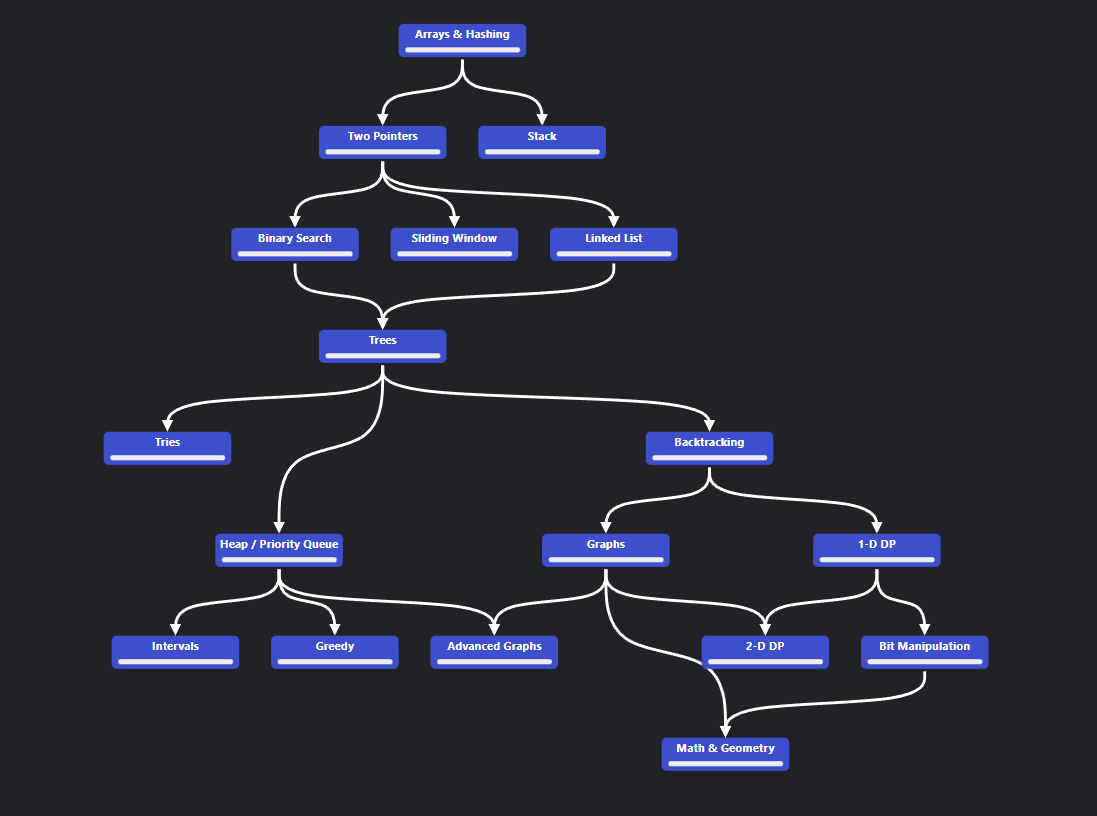 Arrays & Hashing
Two Pointers
Stack
Binary Search
Sliding Window
Linked List
Trees
Tries
Backtracking
Heap / Priority Queue
Graphs
1-D DP
Intervals
Greedy
Advanced Graphs
2-D DP
Bit Manipulation
Math & Geometry